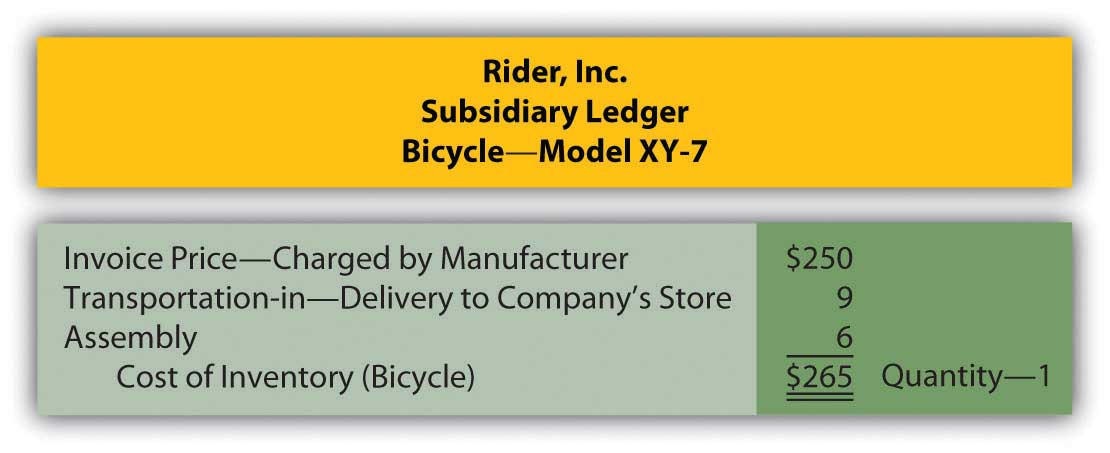 Rider, Inc.
Subsidiary Ledger
Bicycle—Model XY-7
Invoice Price—Charged by Manufacturer $250
Transportation-in—Delivery to Company’s Store 9
Assembly 6
Cost of Inventory (Bicycle) $265 Quantity—1